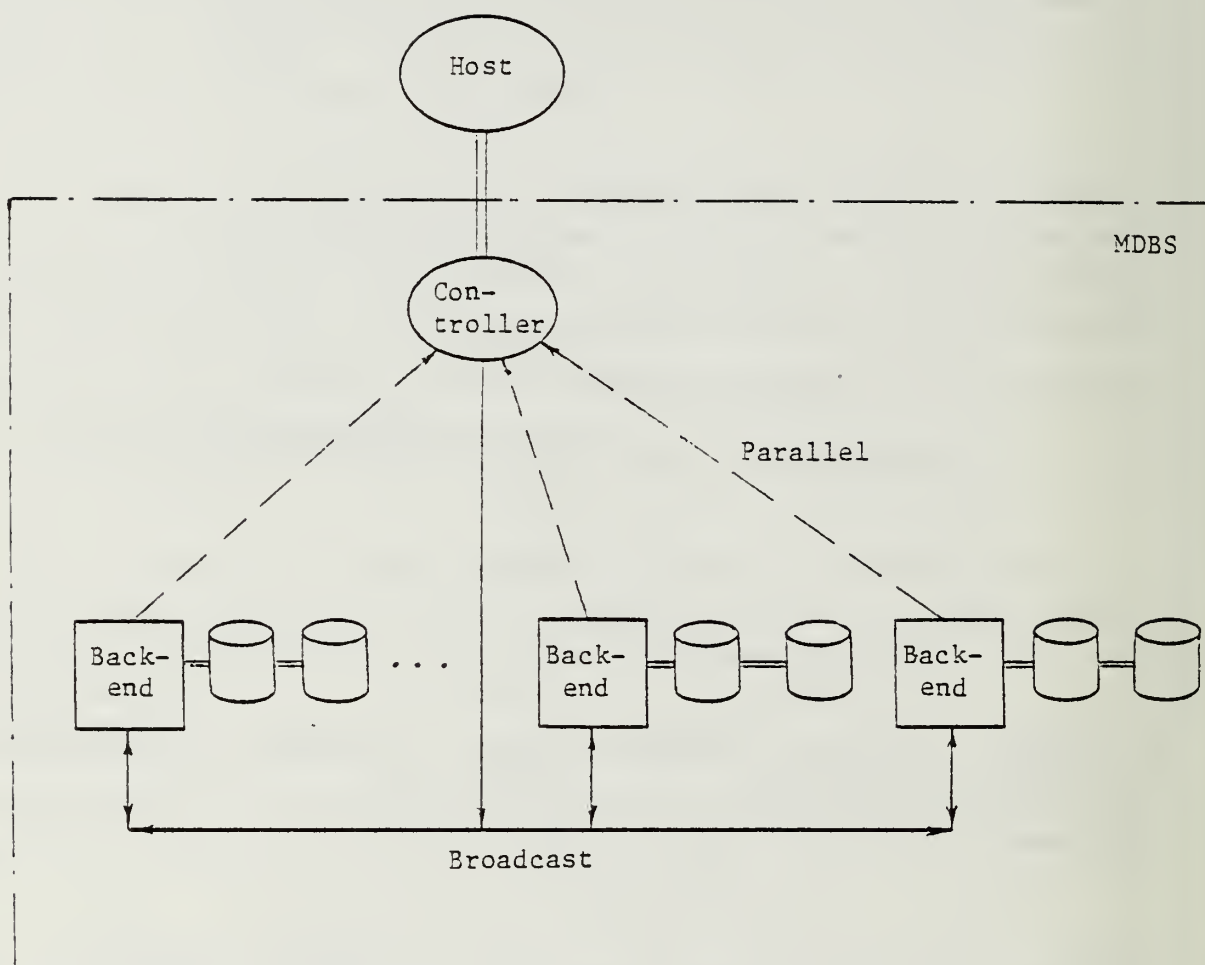 Host
MDBS
Con-
troller
Parallel
Back-
end
...
Back-
end
Back-
end
Broadcast